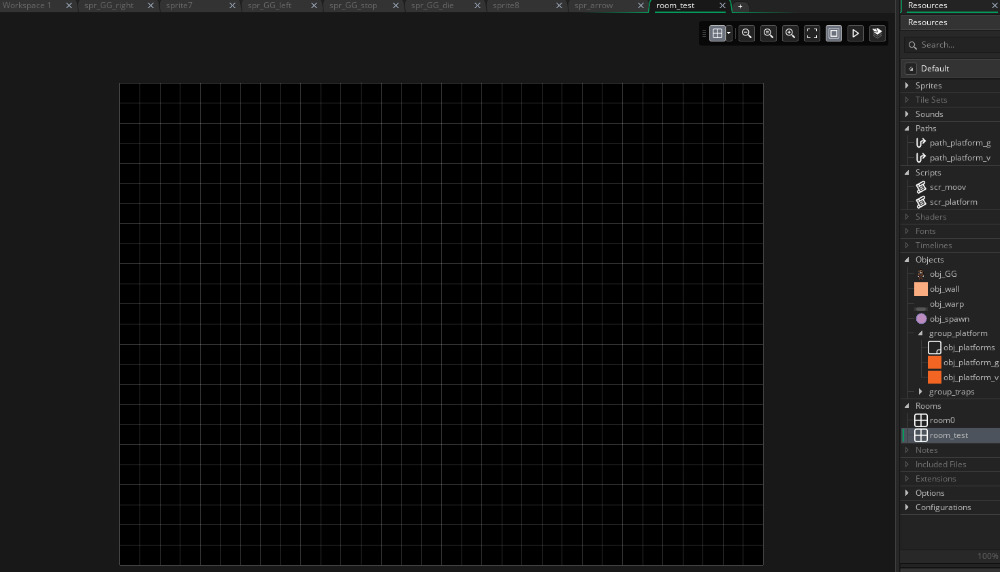 Workspace 1 spr_GG_right sprite7 spr_GG_left spr_GG_stop spr_GG_die sprite8 spr_arrow room_test +
Resources
Resources
Search...
Default
Sprites
Tile Sets
Sounds
Paths
path_platform_g
path_platform_v
Scripts
scr_moov
scr_platform
Shaders
Fonts
Timelines
Objects
obj_GG
obj_wall
obj_warp
obj_spawn
group_platform
obj_platforms
obj_platform_g
obj_platform_v
group_traps
Rooms
room0
room_test
Notes
Included Files
Extensions
Options
Configurations
100%